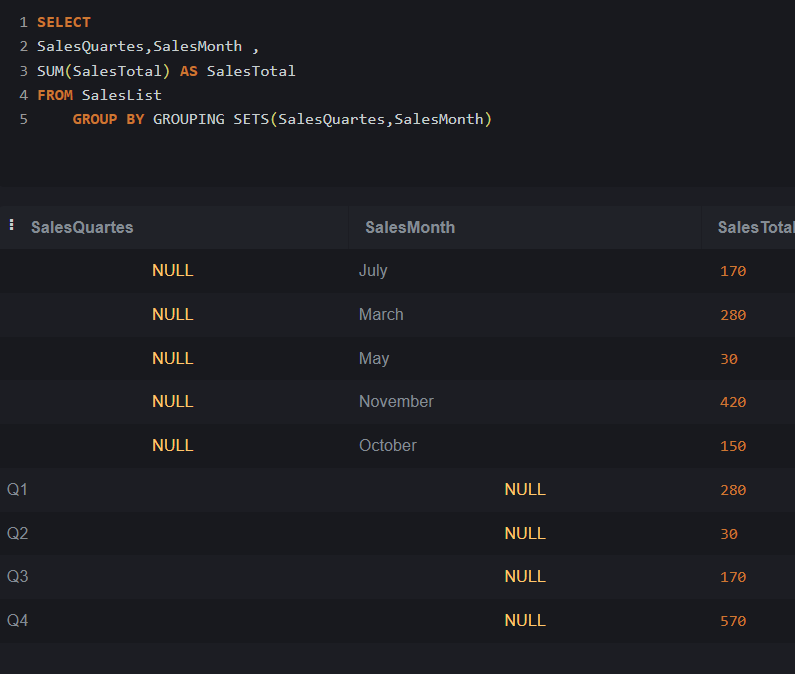 1 SELECT
2 SalesQuartes,SalesMonth ,
3 SUM(SalesTotal) AS SalesTotal
4 FROM SalesList
5 GROUP BY GROUPING SETS(SalesQuartes,SalesMonth)
SalesQuartes SalesMonth SalesTotal
NULL July 170
NULL March 280
NULL May 30
NULL November 420
NULL October 150
Q1 NULL 280
Q2 NULL 30
Q3 NULL 170
Q4 NULL 570